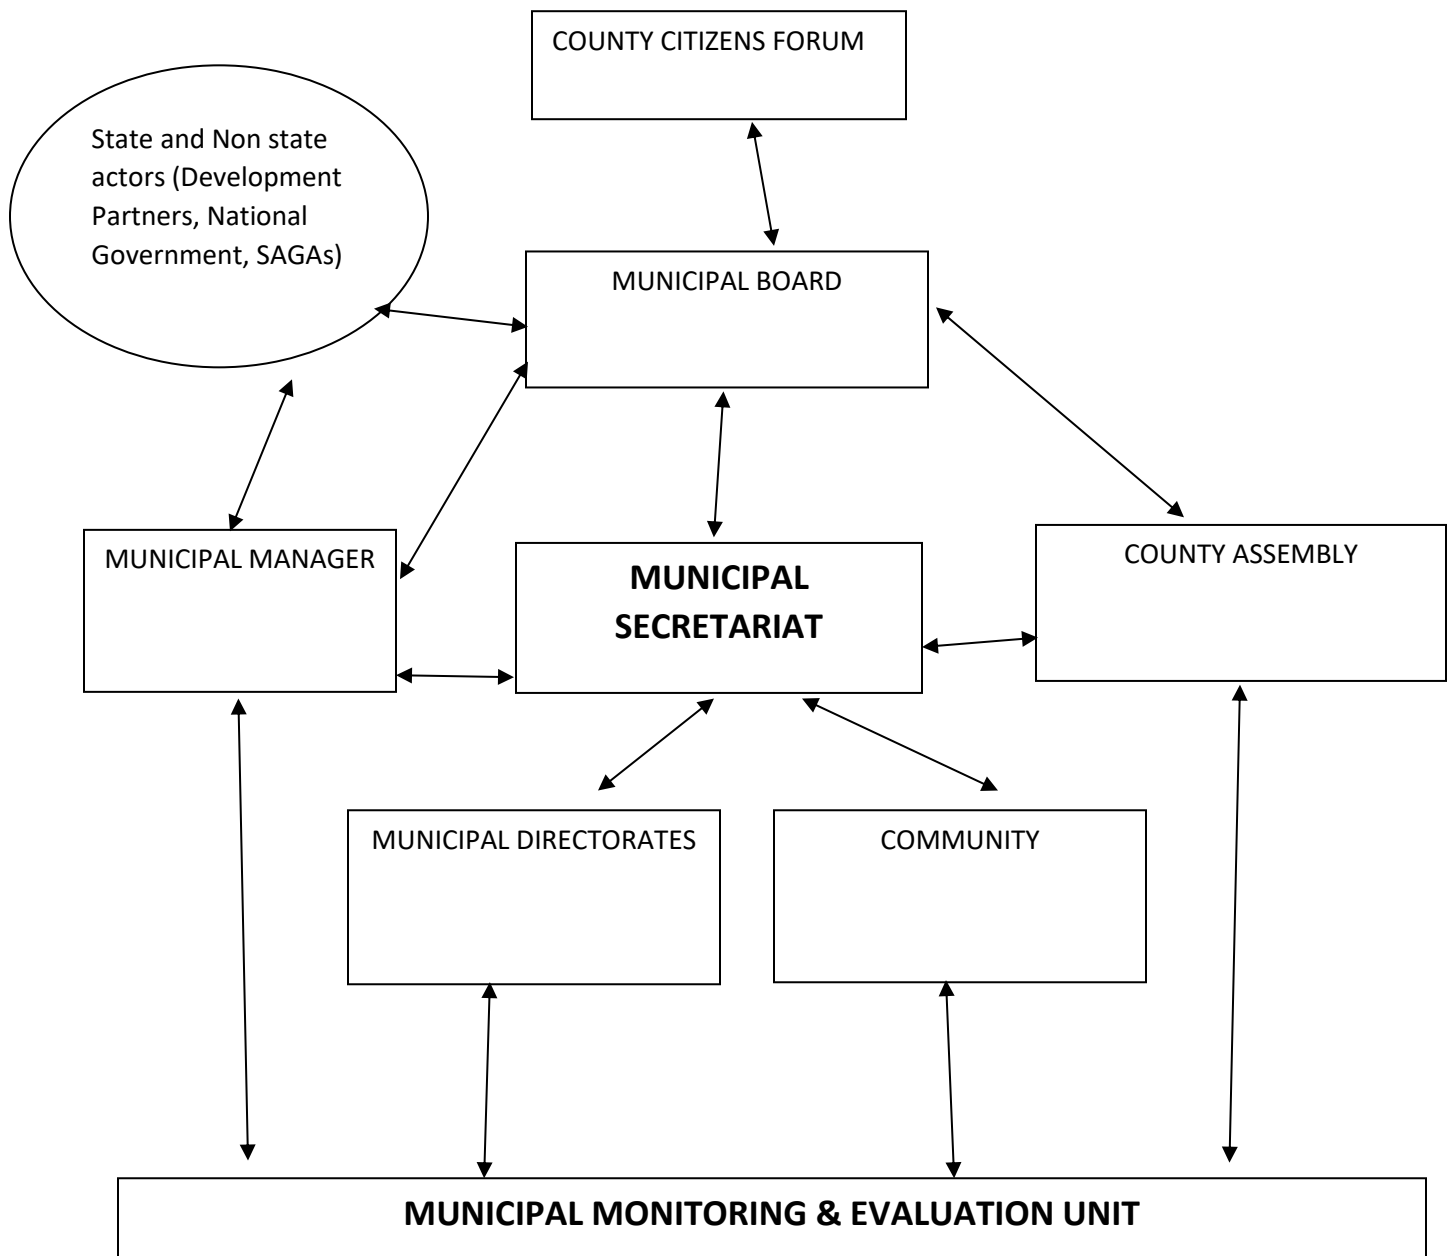 COUNTY CITIZENS FORUM
State and Non state
actors (Development
Partners, National
Government, SAGAs)
MUNICIPAL BOARD
MUNICIPAL MANAGER
MUNICIPAL
SECRETARIAT
COUNTY ASSEMBLY
MUNICIPAL DIRECTORATES
COMMUNITY
MUNICIPAL MONITORING & EVALUATION UNIT